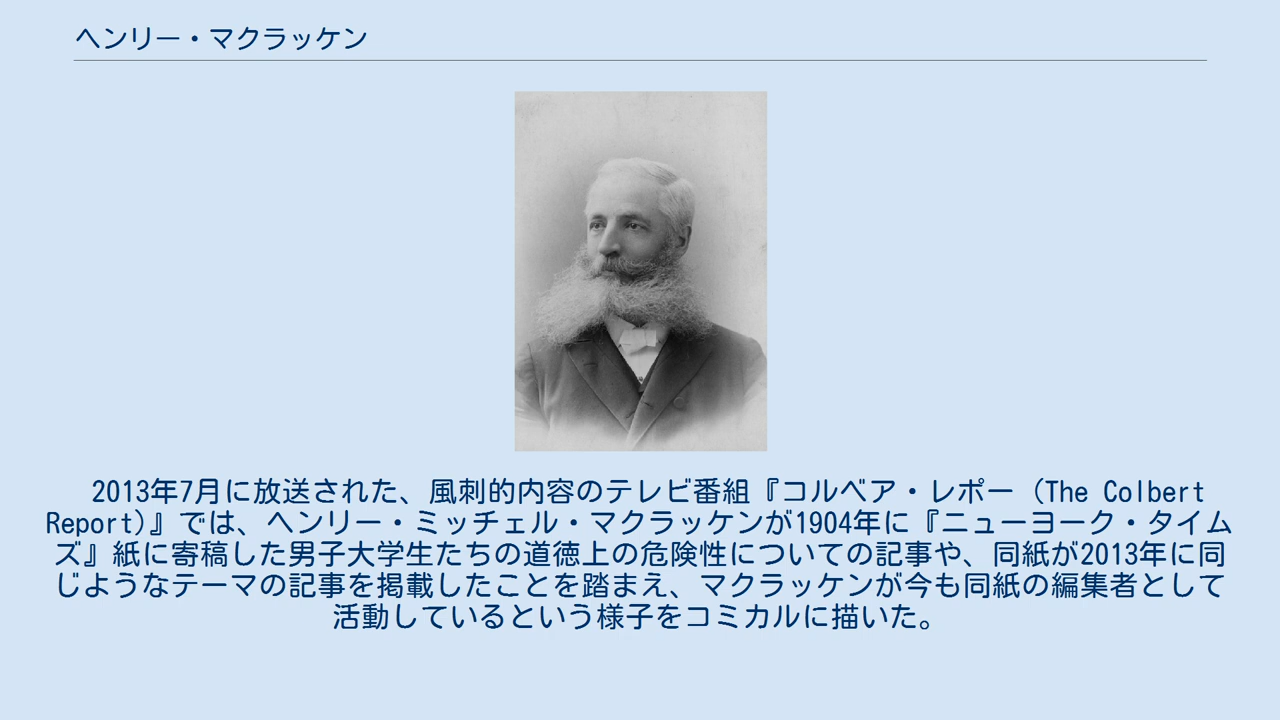 ヘンリー・マクラッケン
2013年7月に放送された、風刺的内容のテレビ番組『コルベア・レポー (The Colbert
Report)』では、ヘンリー・ミッチェル・マクラッケンが1904年に『ニューヨーク・タイム
ズ』紙に寄稿した男子大学生たちの道徳上の危険性についての記事や、同紙が2013年に同
じようなテーマの記事を掲載したことを踏まえ、マクラッケンが今も同紙の編集者として
活動しているという様子をコミカルに描いた。